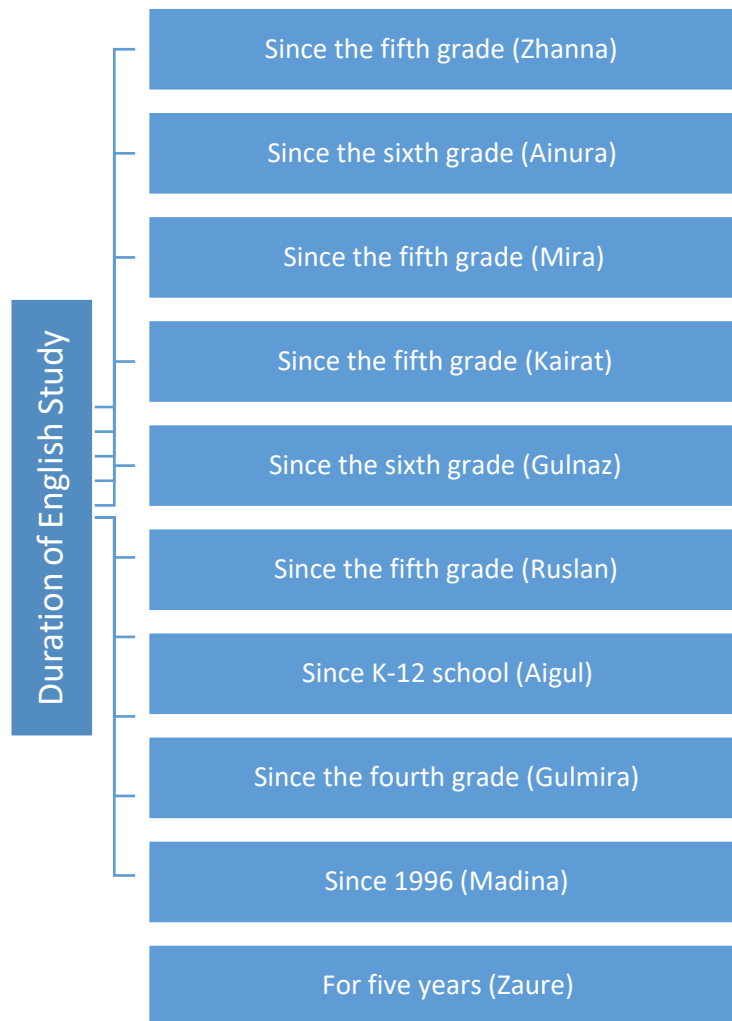 Since the fifth grade (Zhanna)
Since the sixth grade (Ainura)
Since the fifth grade (Mira)
Since the fifth grade (Kairat)
Duration of English Study
Since the sixth grade (Gulnaz)
Since the fifth grade (Ruslan)
Since K-12 school (Aigul)
Since the fourth grade (Gulmira)
Since 1996 (Madina)
For five years (Zaure)